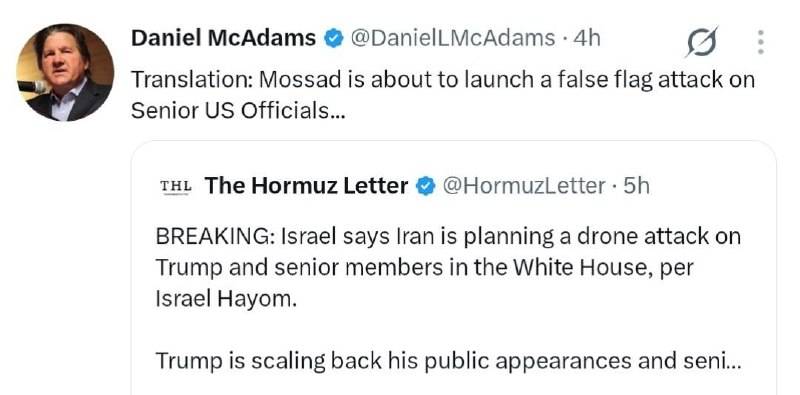 Daniel McAdams @DanielLMcAdams · 4h
Translation: Mossad is about to launch a false flag attack on
Senior US Officials...
THL The Hormuz Letter @HormuzLetter · 5h
BREAKING: Israel says Iran is planning a drone attack on
Trump and senior members in the White House, per
Israel Hayom.
Trump is scaling back his public appearances and seni...